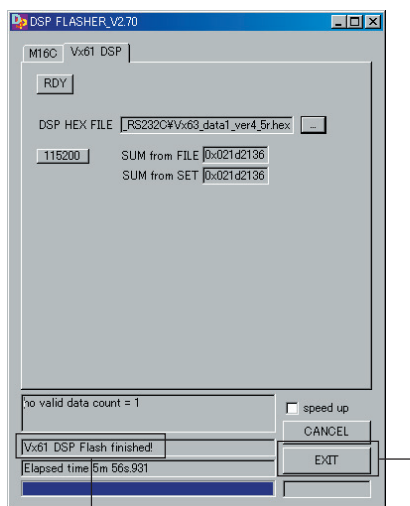 DSP FLASHER_V2.70
M16C Vx61 DSP
RDY
DSP HEX FILE _RS232C¥Vx63_data1_ver4_5r.hex ...
115200 SUM from FILE 0x021d2136
SUM from SET 0x021d2136
no valid data count = 1
speed up
CANCEL
Vx61 DSP Flash finished!
EXIT
Elapsed time 5m 56s.931